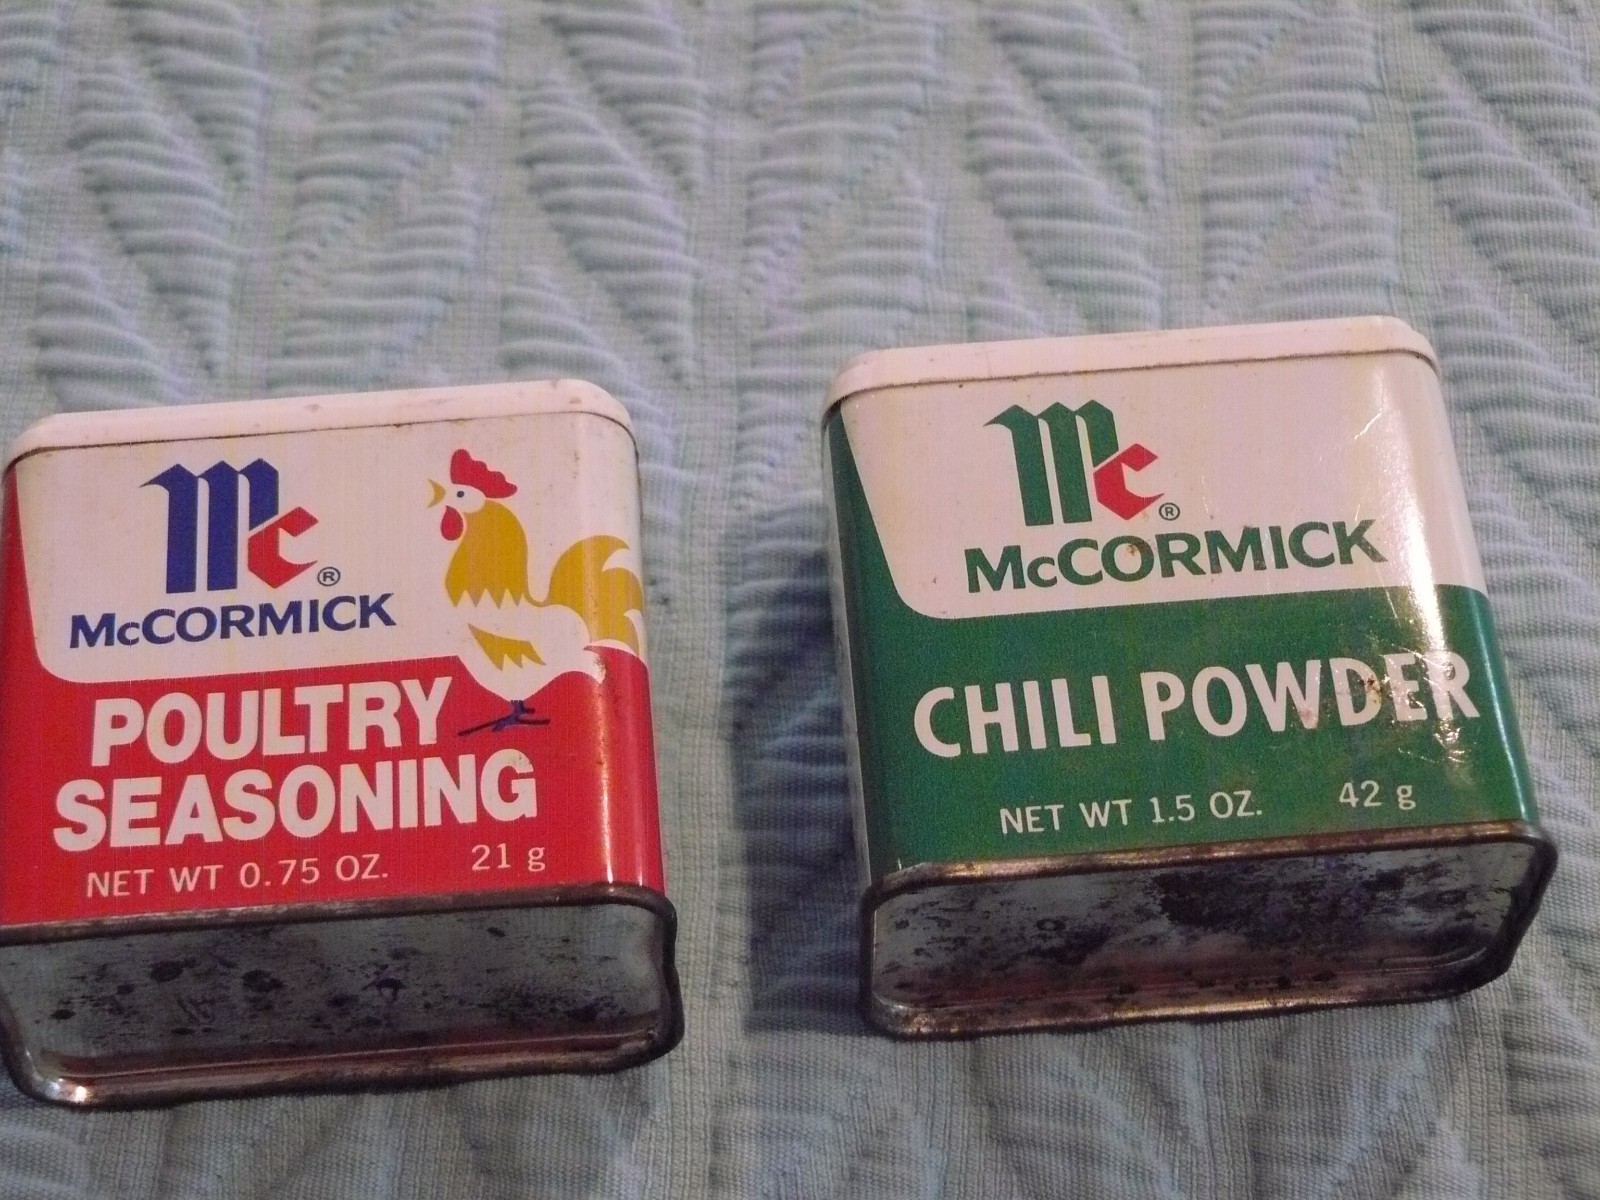 Mc®
McCORMICK
POULTRY
SEASONING
NET WT 0.75 OZ. 21 g
Mc®
McCORMICK
CHILI POWDER
NET WT 1.5 OZ. 42 g